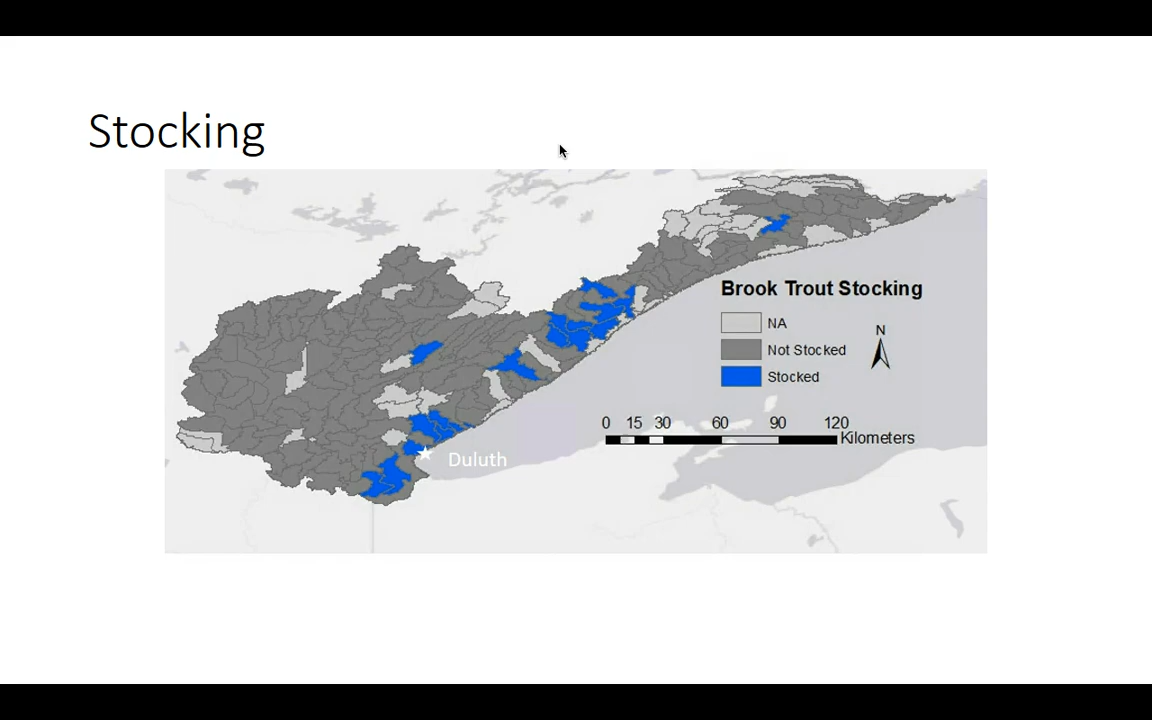 Stocking
Brook Trout Stocking
NA
Not Stocked
Stocked
N
0 15 30 60 90 120
Kilometers
Duluth